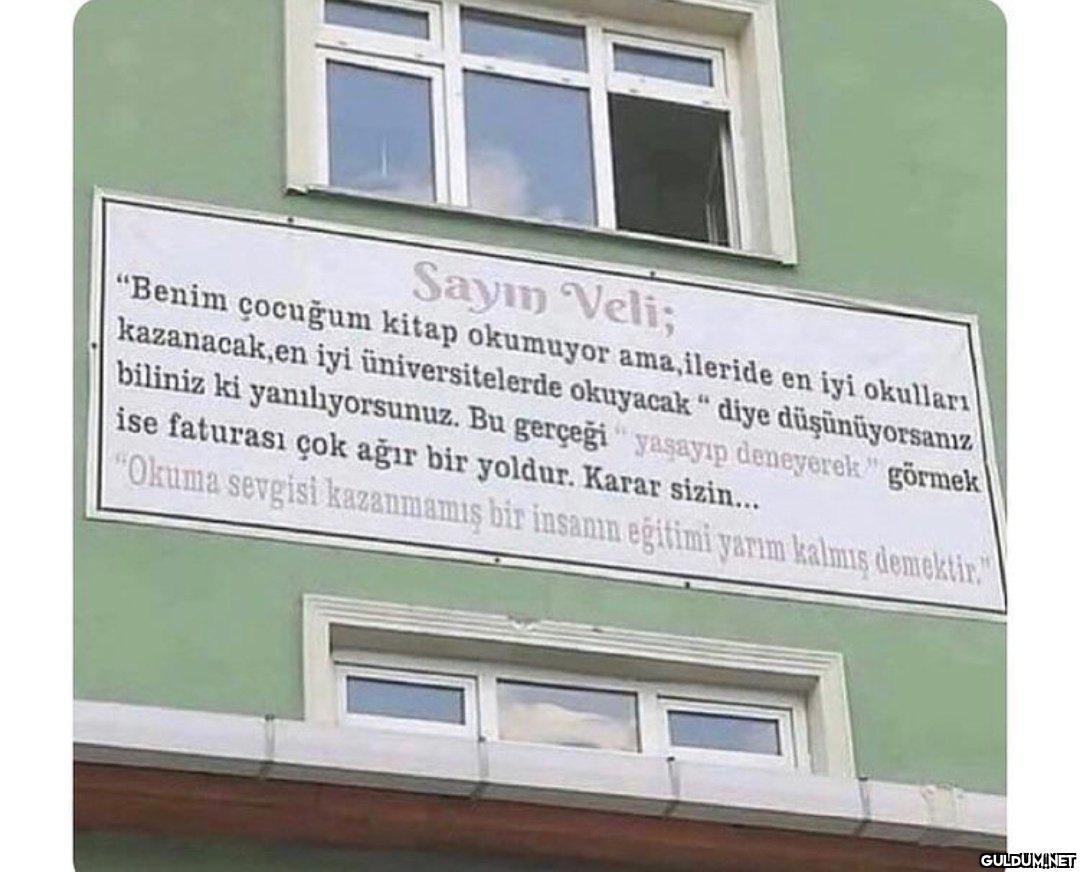 Sayın Veli;
“Benim çocuğum kitap okumuyor ama,ileride en iyi okulları
kazanacak,en iyi üniversitelerde okuyacak “ diye düşünüyorsanız
biliniz ki yanılıyorsunuz. Bu gerçeği “ yaşayıp deneyerek ” görmek
ise faturası çok ağır bir yoldur. Karar sizin...
“Okuma sevgisi kazanmamış bir insanın eğitimi yarım kalmış demektir.”
GULDUM.NET